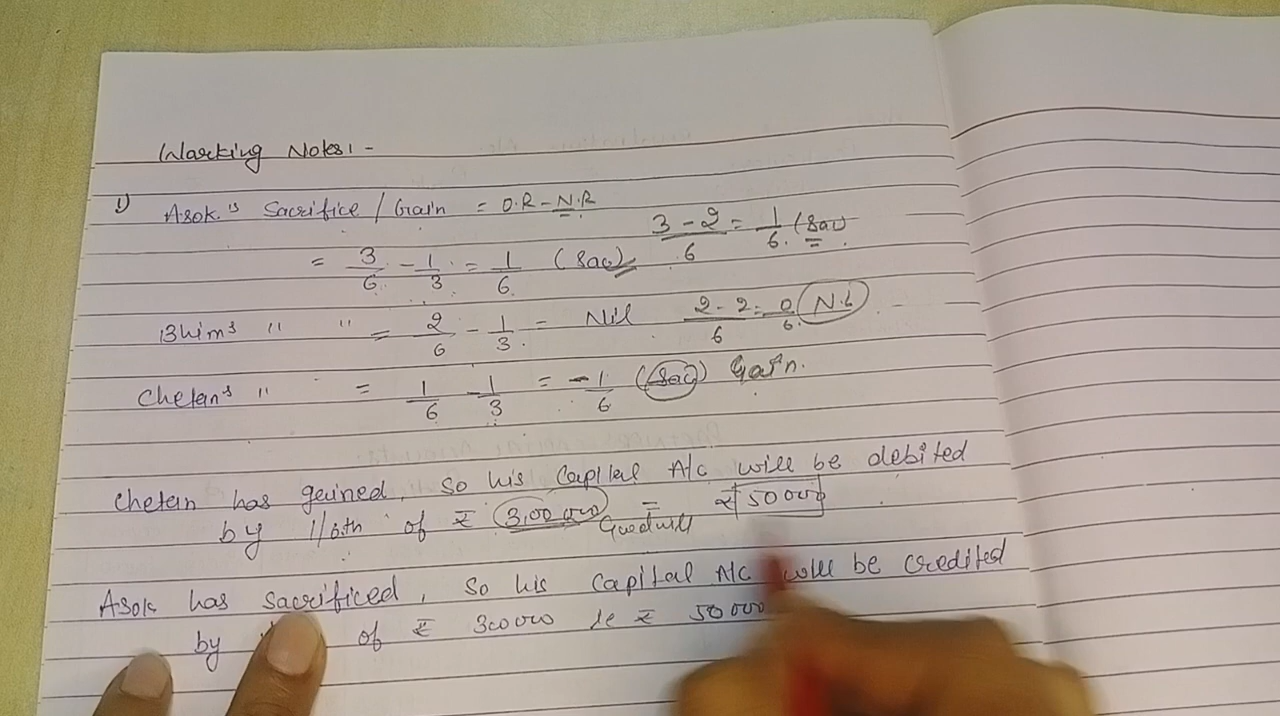 Working Notes:-
1) Asok's Sacrifice / Gain = O.R - N.R
= 3/6 - 1/3 = 1/6 (Sac) 3-2/6 = 1/6 (Sac)
Bhim's " " = 2/6 - 1/3 = Nil 2-2/6 = 0/6 Nil
Chetan's " = 1/6 - 1/3 = -1/6 (Sac) Gain.
Chetan has gained, so his Capital A/c will be debited
by 1/6th of ₹ 3,00,000 Goodwill = ₹ 50000
Asok has sacrificed, so his Capital A/c will be credited
by of ₹ 300000 ie ₹ 50000